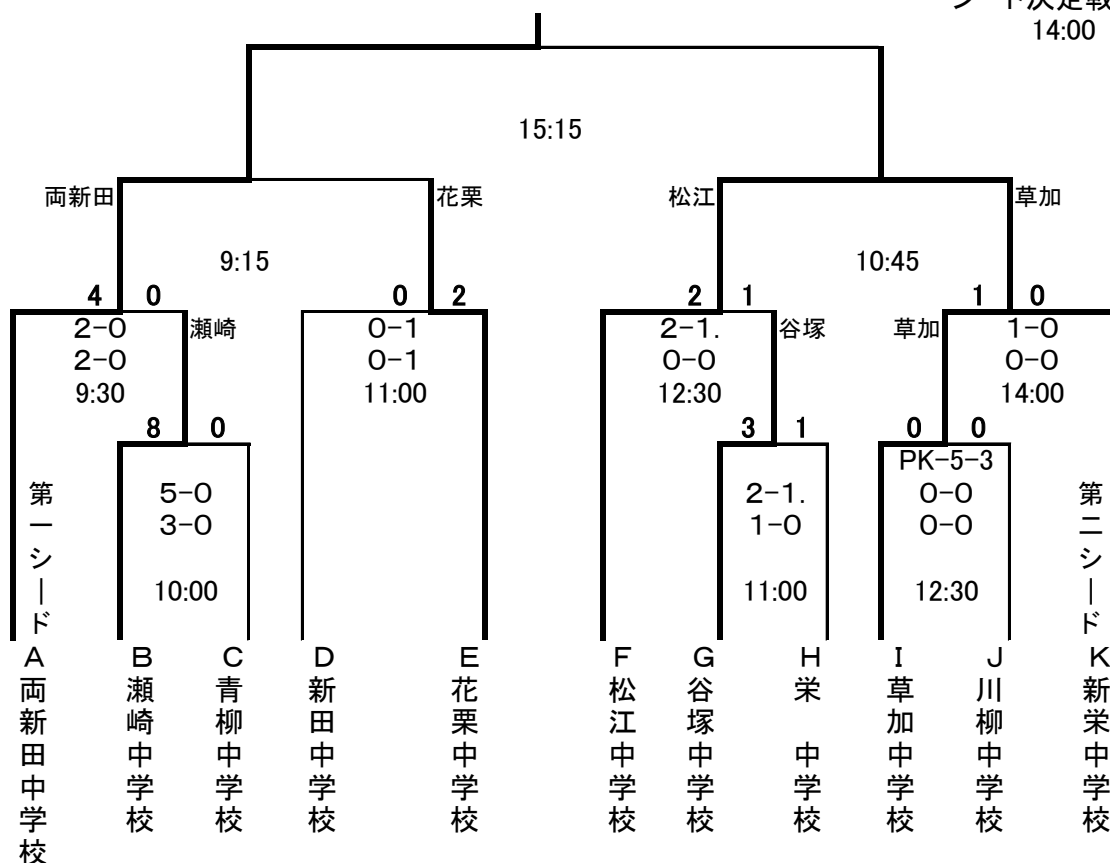 シード決定戦
14:00
15:15
両新田
花栗
松江
草加
9:15
10:45
4 0
0 2
2 1
1 0
2-0
瀬崎
0-1
2-1.
谷塚
草加
1-0
2-0
0-1
0-0
0-0
9:30
11:00
12:30
14:00
8 0
3 1
0 0
PK-5-3
5-0
2-1.
0-0
3-0
1-0
0-0
10:00
11:00
12:30
第一シード
第二シード
A 両新田中学校
B 瀬崎中学校
C 青柳中学校
D 新田中学校
E 花栗中学校
F 松江中学校
G 谷塚中学校
H 栄 中学校
I 草加中学校
J 川柳中学校
K 新栄中学校